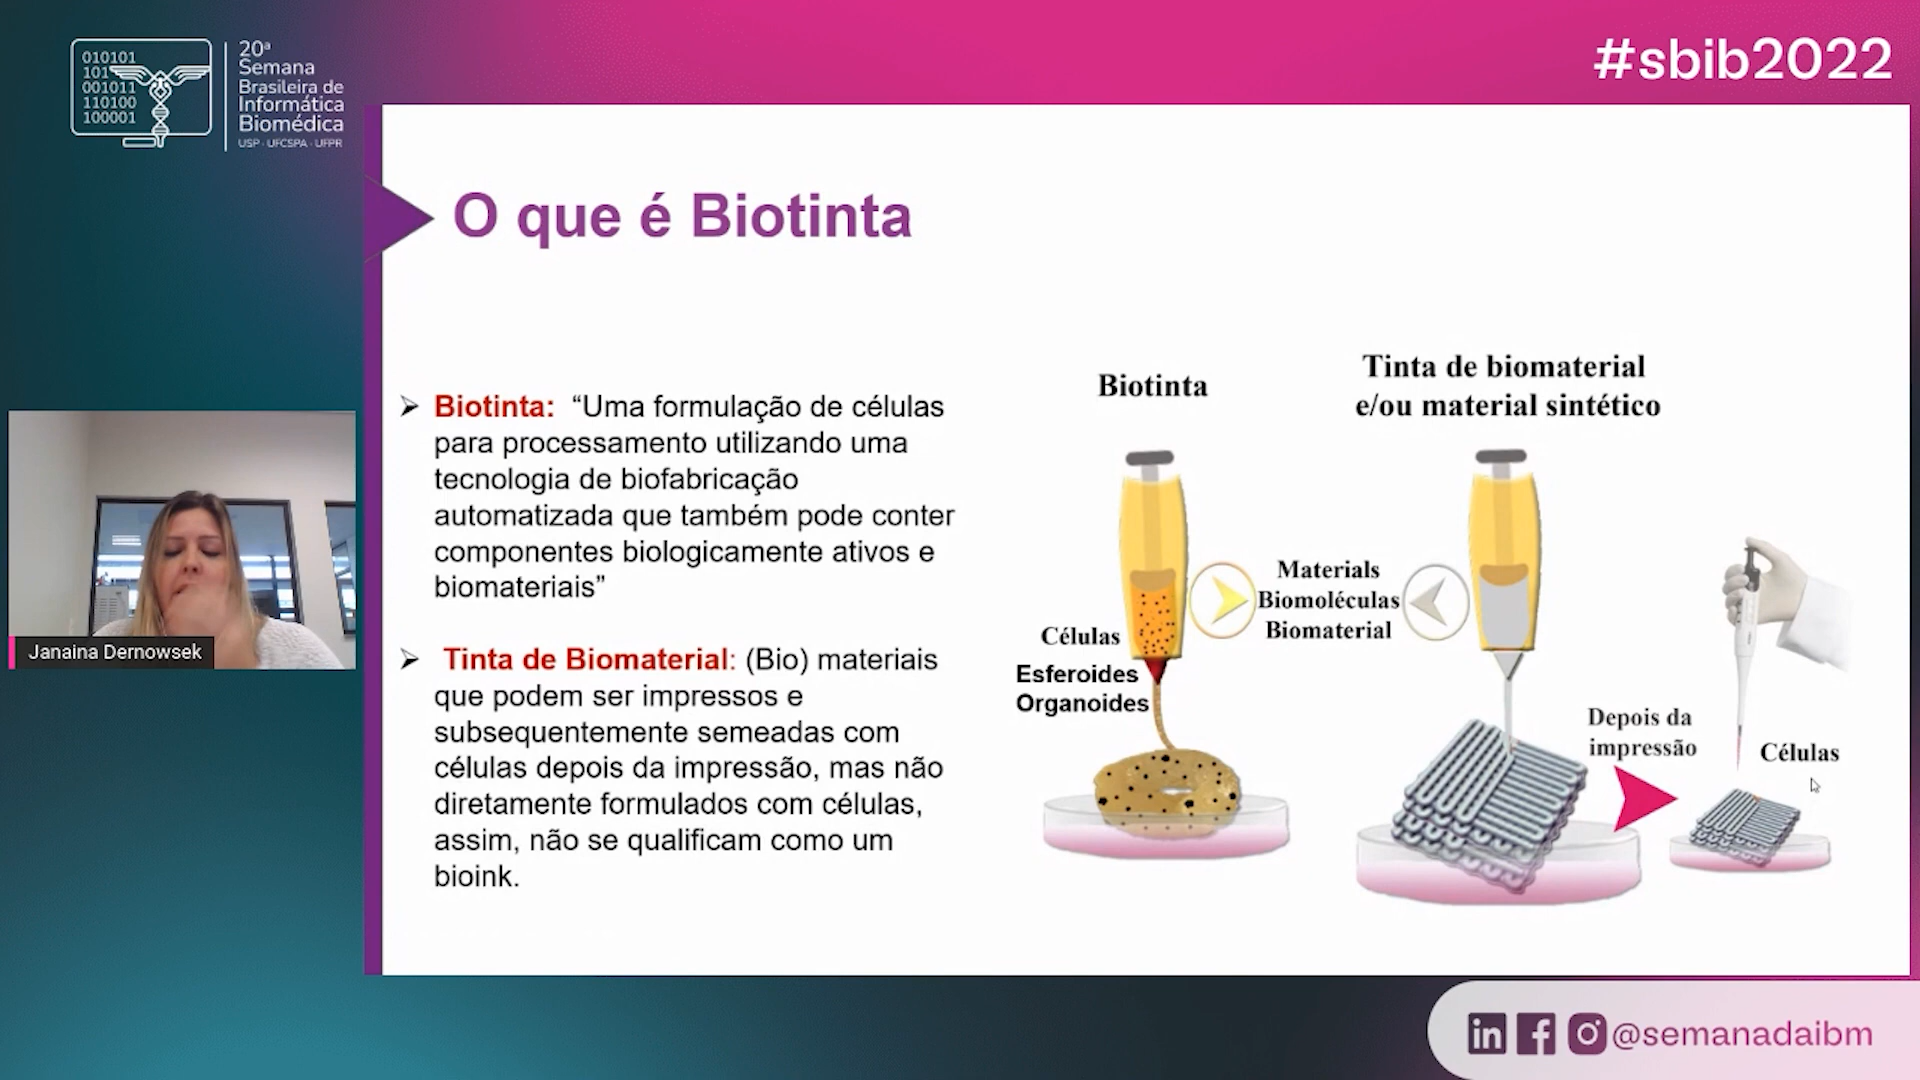 010101
101
001011
110100
100001
20ª
Semana
Brasileira de
Informática
Biomédica
USP · UFCSPA · UFPR
#sbib2022
O que é Biotinta
➢ Biotinta: “Uma formulação de células
para processamento utilizando uma
tecnologia de biofabricação
automatizada que também pode conter
componentes biologicamente ativos e
biomateriais”
➢ Tinta de Biomaterial: (Bio) materiais
que podem ser impressos e
subsequentemente semeadas com
células depois da impressão, mas não
diretamente formulados com células,
assim, não se qualificam como um
bioink.
Biotinta
Tinta de biomaterial
e/ou material sintético
Materials
Biomoléculas
Biomaterial
Células
Esferoides
Organoides
Depois da
impressão
Células
Janaina Dernowsek
in f @semanadaibm